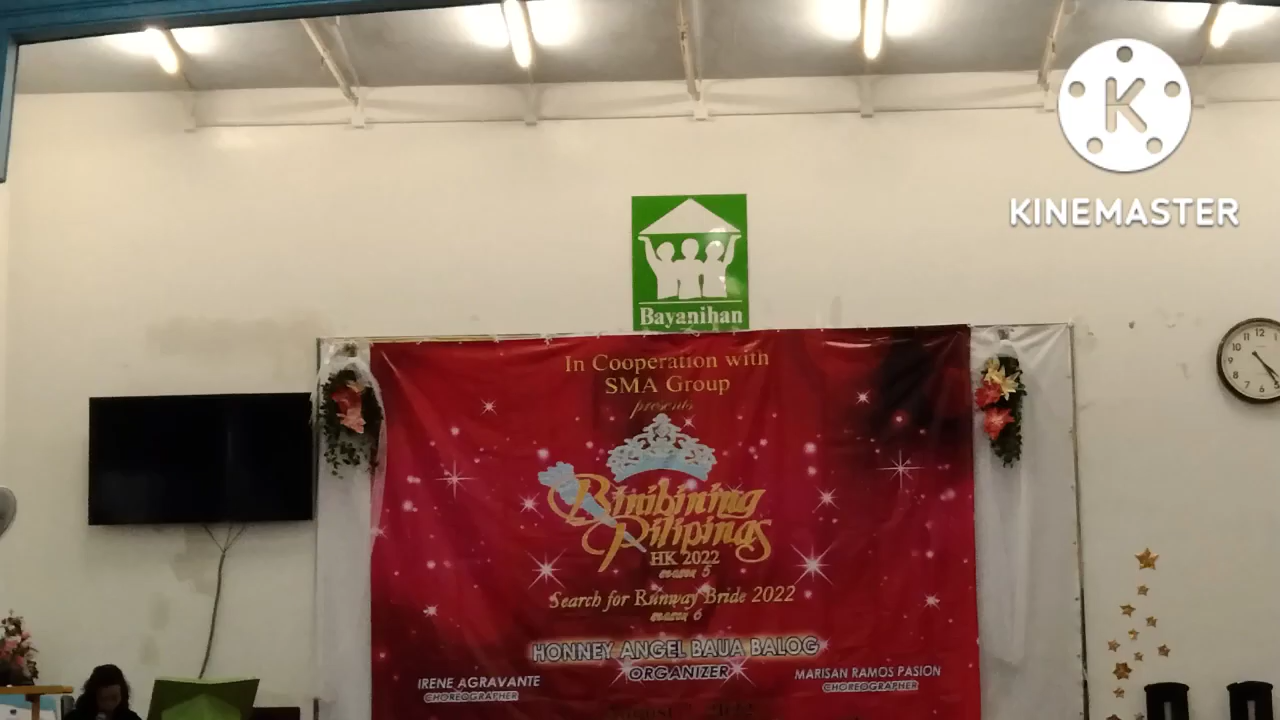 KINEMASTER
Bayanihan
In Cooperation with
SMA Group
presents
Binibining
Pilipinas
HK 2022
season 5
Search for Runway Bride 2022
season 6
HONNEY ANGEL BAUA BALOG
ORGANIZER
IRENE AGRAVANTE
CHOREOGRAPHER
MARISAN RAMOS PASION
CHOREOGRAPHER